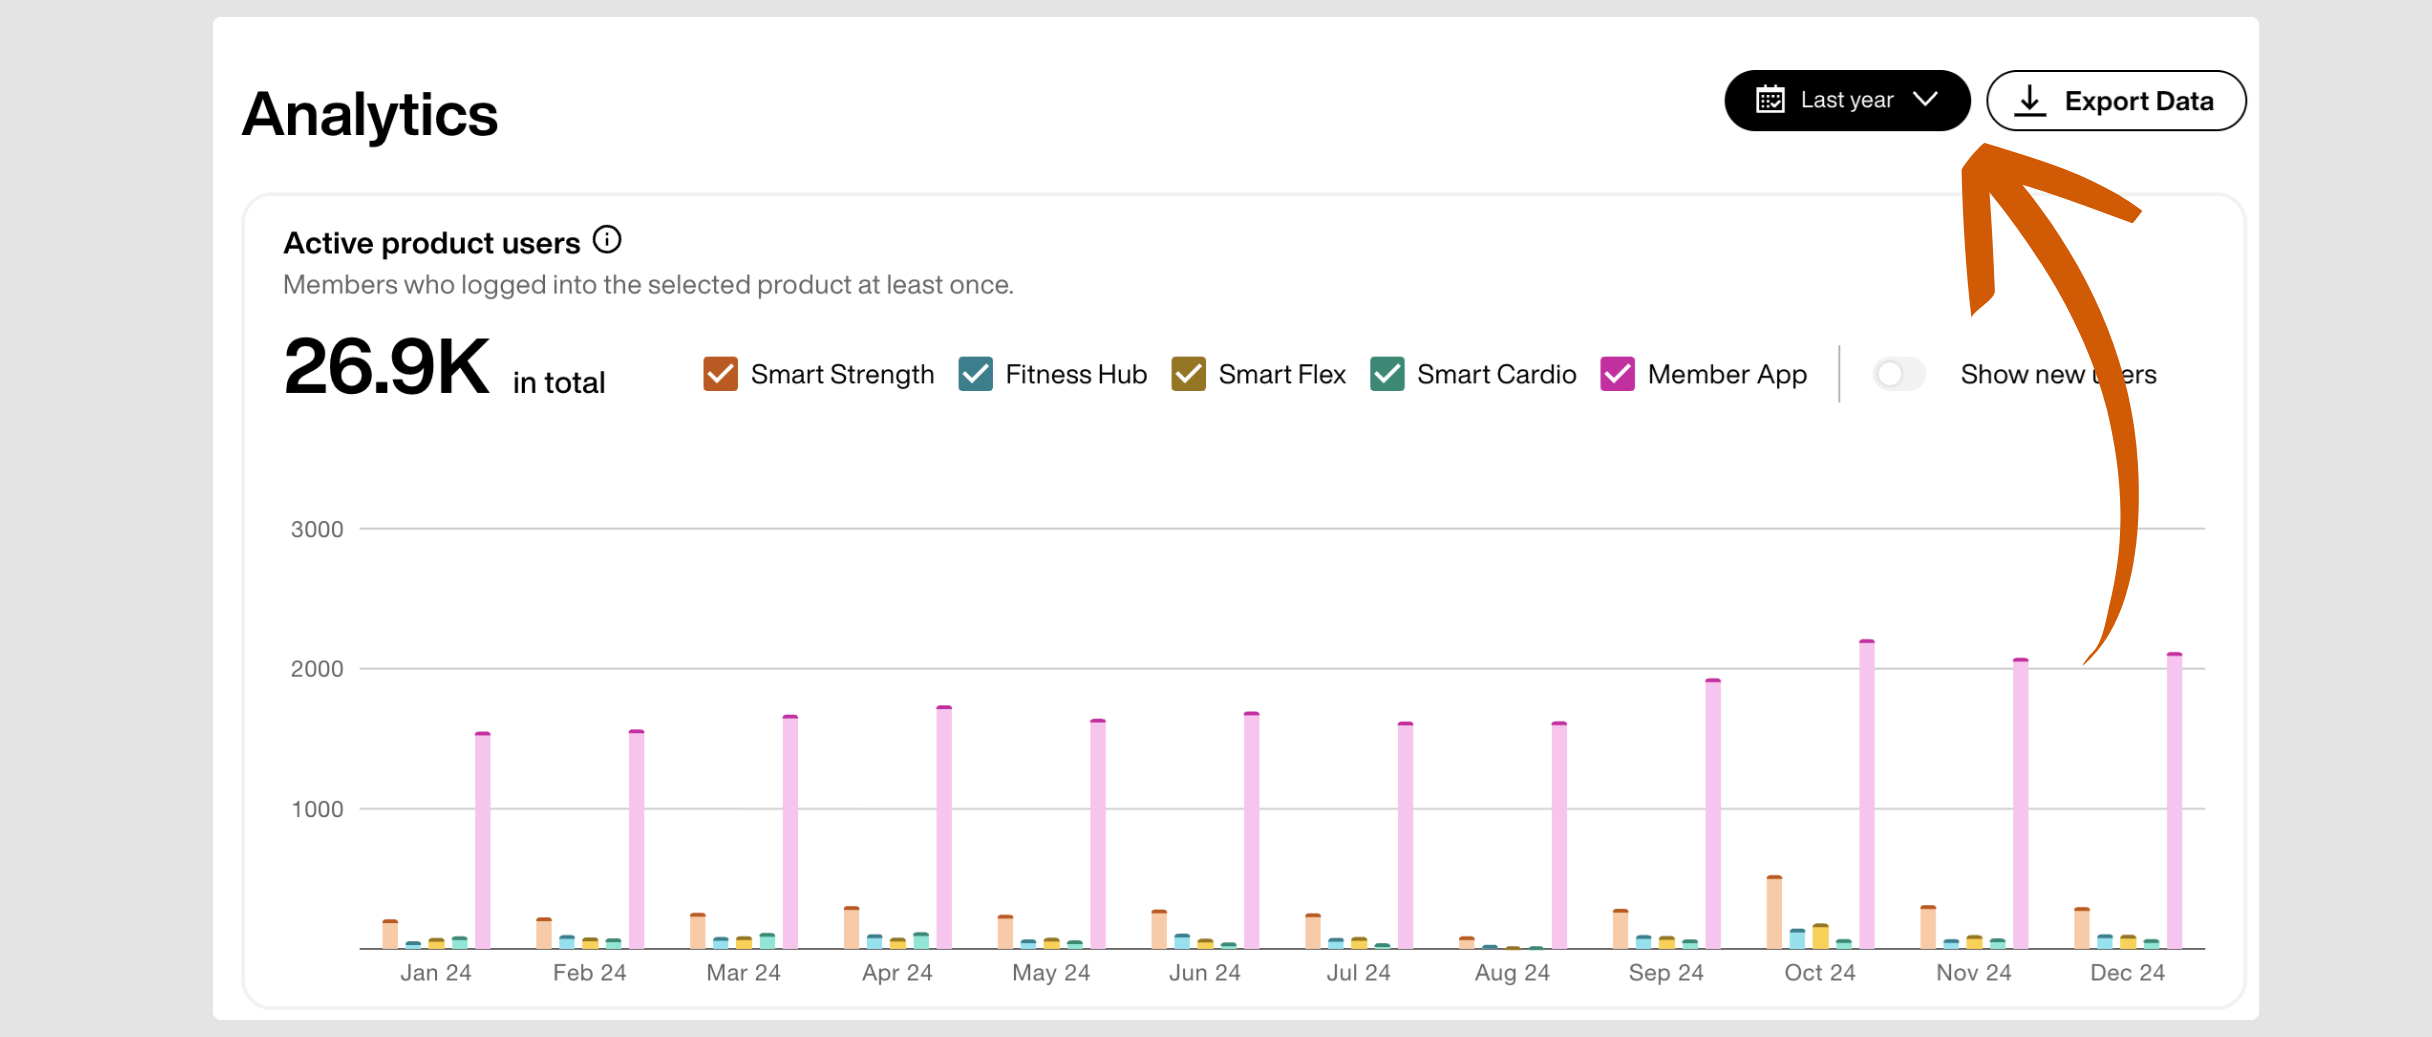 Analytics
Last year
Export Data
Active product users
Members who logged into the selected product at least once.
26.9K in total
Smart Strength Fitness Hub Smart Flex Smart Cardio Member App Show new users
3000
2000
1000
Jan 24 Feb 24 Mar 24 Apr 24 May 24 Jun 24 Jul 24 Aug 24 Sep 24 Oct 24 Nov 24 Dec 24